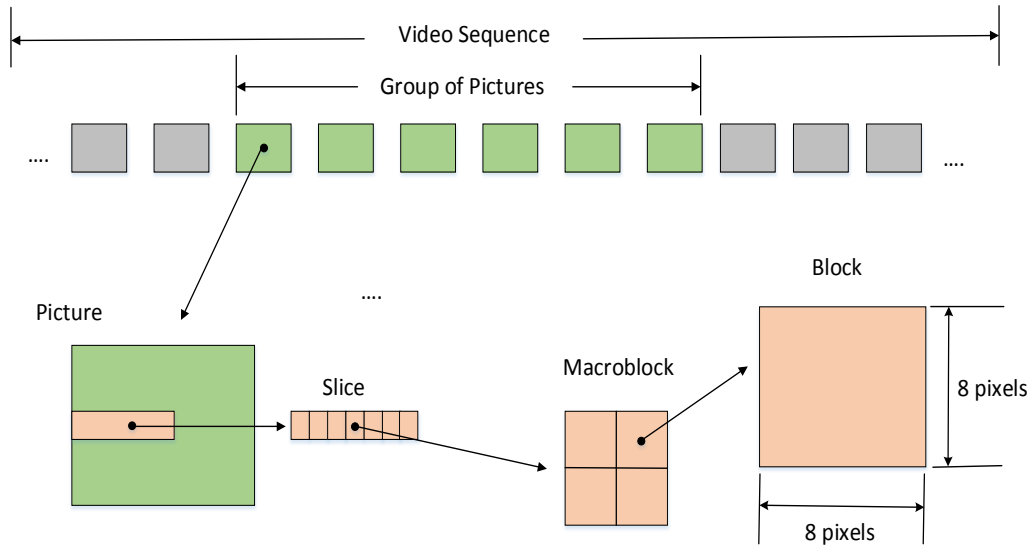 Video Sequence
Group of Pictures
.... ....
Block
....
Picture
Macroblock
Slice
8 pixels
8 pixels